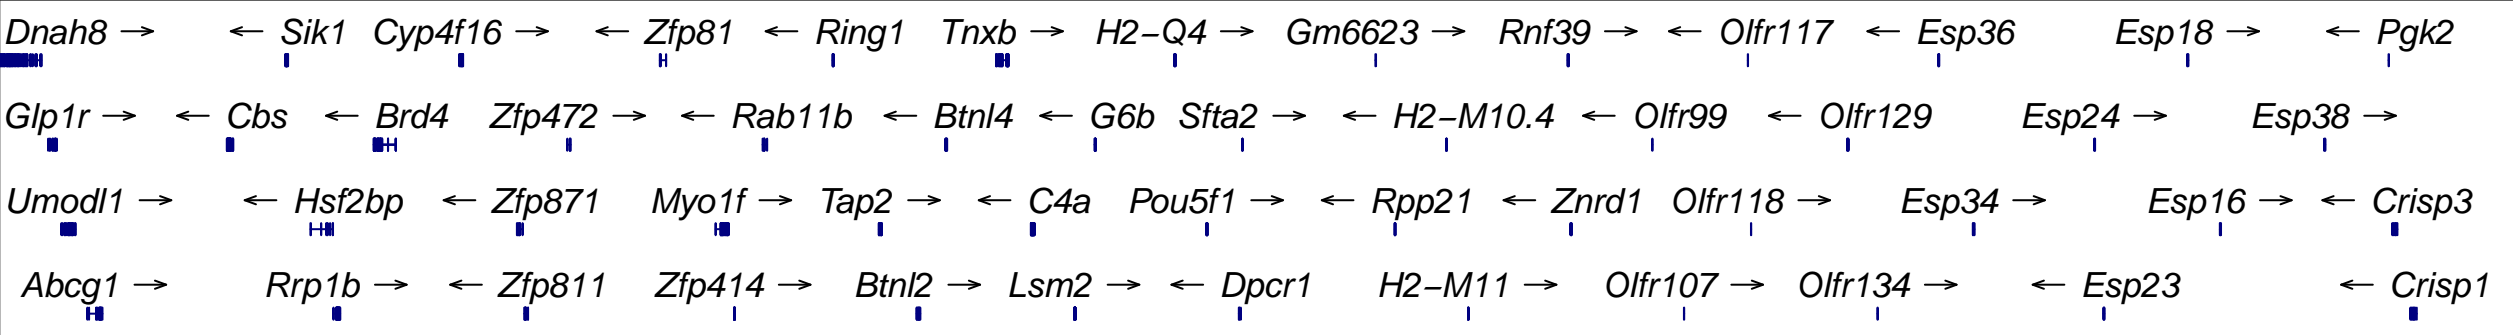 Dnah8 → ← Sik1 Cyp4f16 → ← Zfp81 ← Ring1 Tnxb → H2−Q4 → Gm6623 → Rnf39 → ← Olfr117 ← Esp36 Esp18 → ← Pgk2
Glp1r → ← Cbs ← Brd4 Zfp472 → ← Rab11b ← Btnl4 ← G6b Sfta2 → ← H2−M10.4 ← Olfr99 ← Olfr129 Esp24 → Esp38 →
Umodl1 → ← Hsf2bp ← Zfp871 Myo1f → Tap2 → ← C4a Pou5f1 → ← Rpp21 ← Znrd1 Olfr118 → Esp34 → Esp16 → ← Crisp3
Abcg1 → Rrp1b → ← Zfp811 Zfp414 → Btnl2 → Lsm2 → ← Dpcr1 H2−M11 → Olfr107 → Olfr134 → ← Esp23 ← Crisp1